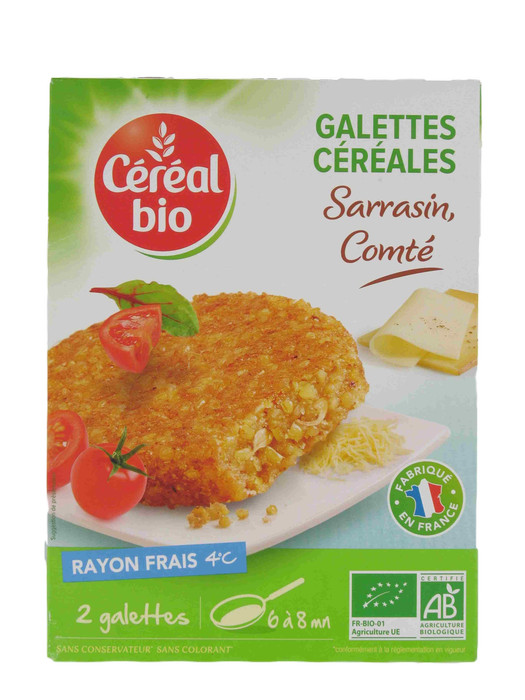 Céréal
bio
GALETTES
CÉRÉALES
Sarrasin,
Comté
FABRIQUÉ
EN FRANCE
RAYON FRAIS 4°C
2 galettes
6 à 8 mn
FR-BIO-01
Agriculture UE
CERTIFIÉ
AB
AGRICULTURE
BIOLOGIQUE
SANS CONSERVATEUR* SANS COLORANT*
*conformément à la réglementation en vigueur